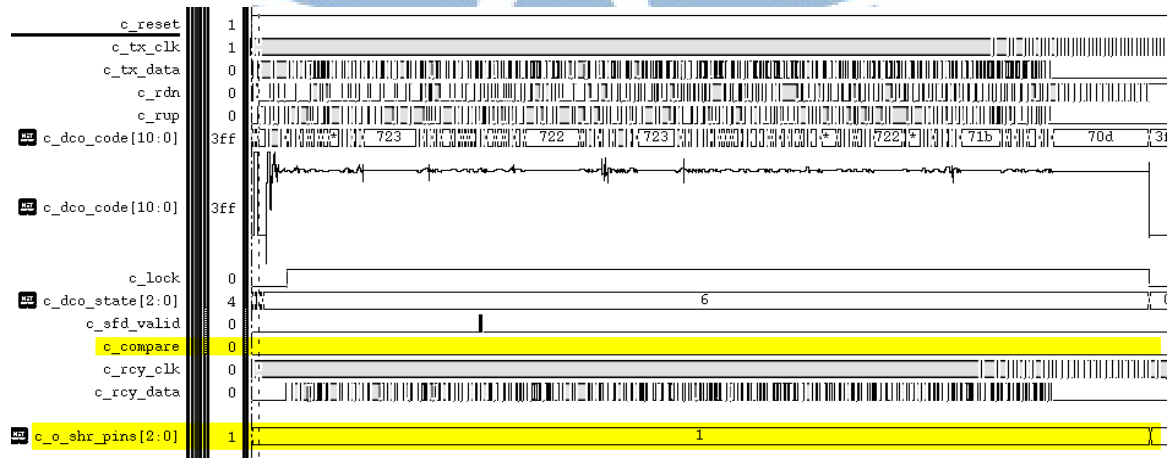 c_reset 1
c_tx_clk 1
c_tx_data 0
c_rdn 0
c_rup 0
c_dco_code[10:0] 3ff * 723 722 723 * 722 * 71b 70d
c_dco_code[10:0] 3ff
c_lock 0
c_dco_state[2:0] 4 6
c_sfd_valid 0
c_compare 0
c_rcy_clk 0
c_rcy_data 0
c_o_shr_pins[2:0] 1 1